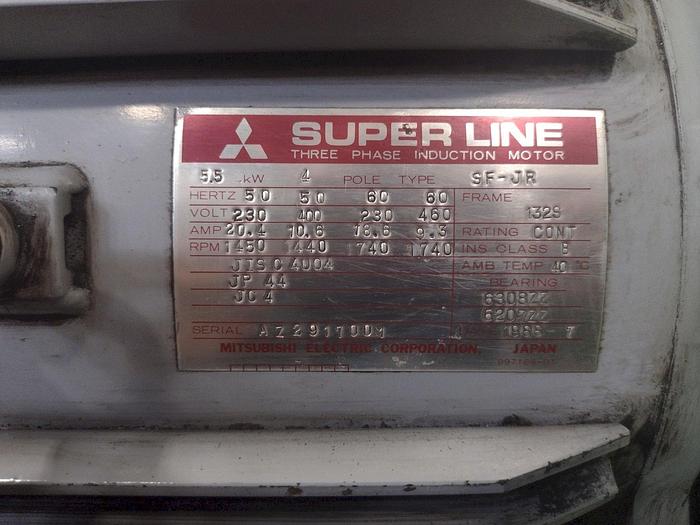 SUPER LINE
THREE PHASE INDUCTION MOTOR
5.5 kW 4 POLE TYPE SF-JR
HERTZ 50 50 60 60 FRAME 132S
VOLT 230 400 230 460
AMP 20.4 10.6 18.6 9.3 RATING CONT
RPM 1450 1440 1740 1740 INS CLASS
JIS C 4004 AMB TEMP 40 °C
JP 44 BEARING
JC 4 6308ZZ
6207ZZ
SERIAL 7
MITSUBISHI ELECTRIC CORPORATION, JAPAN